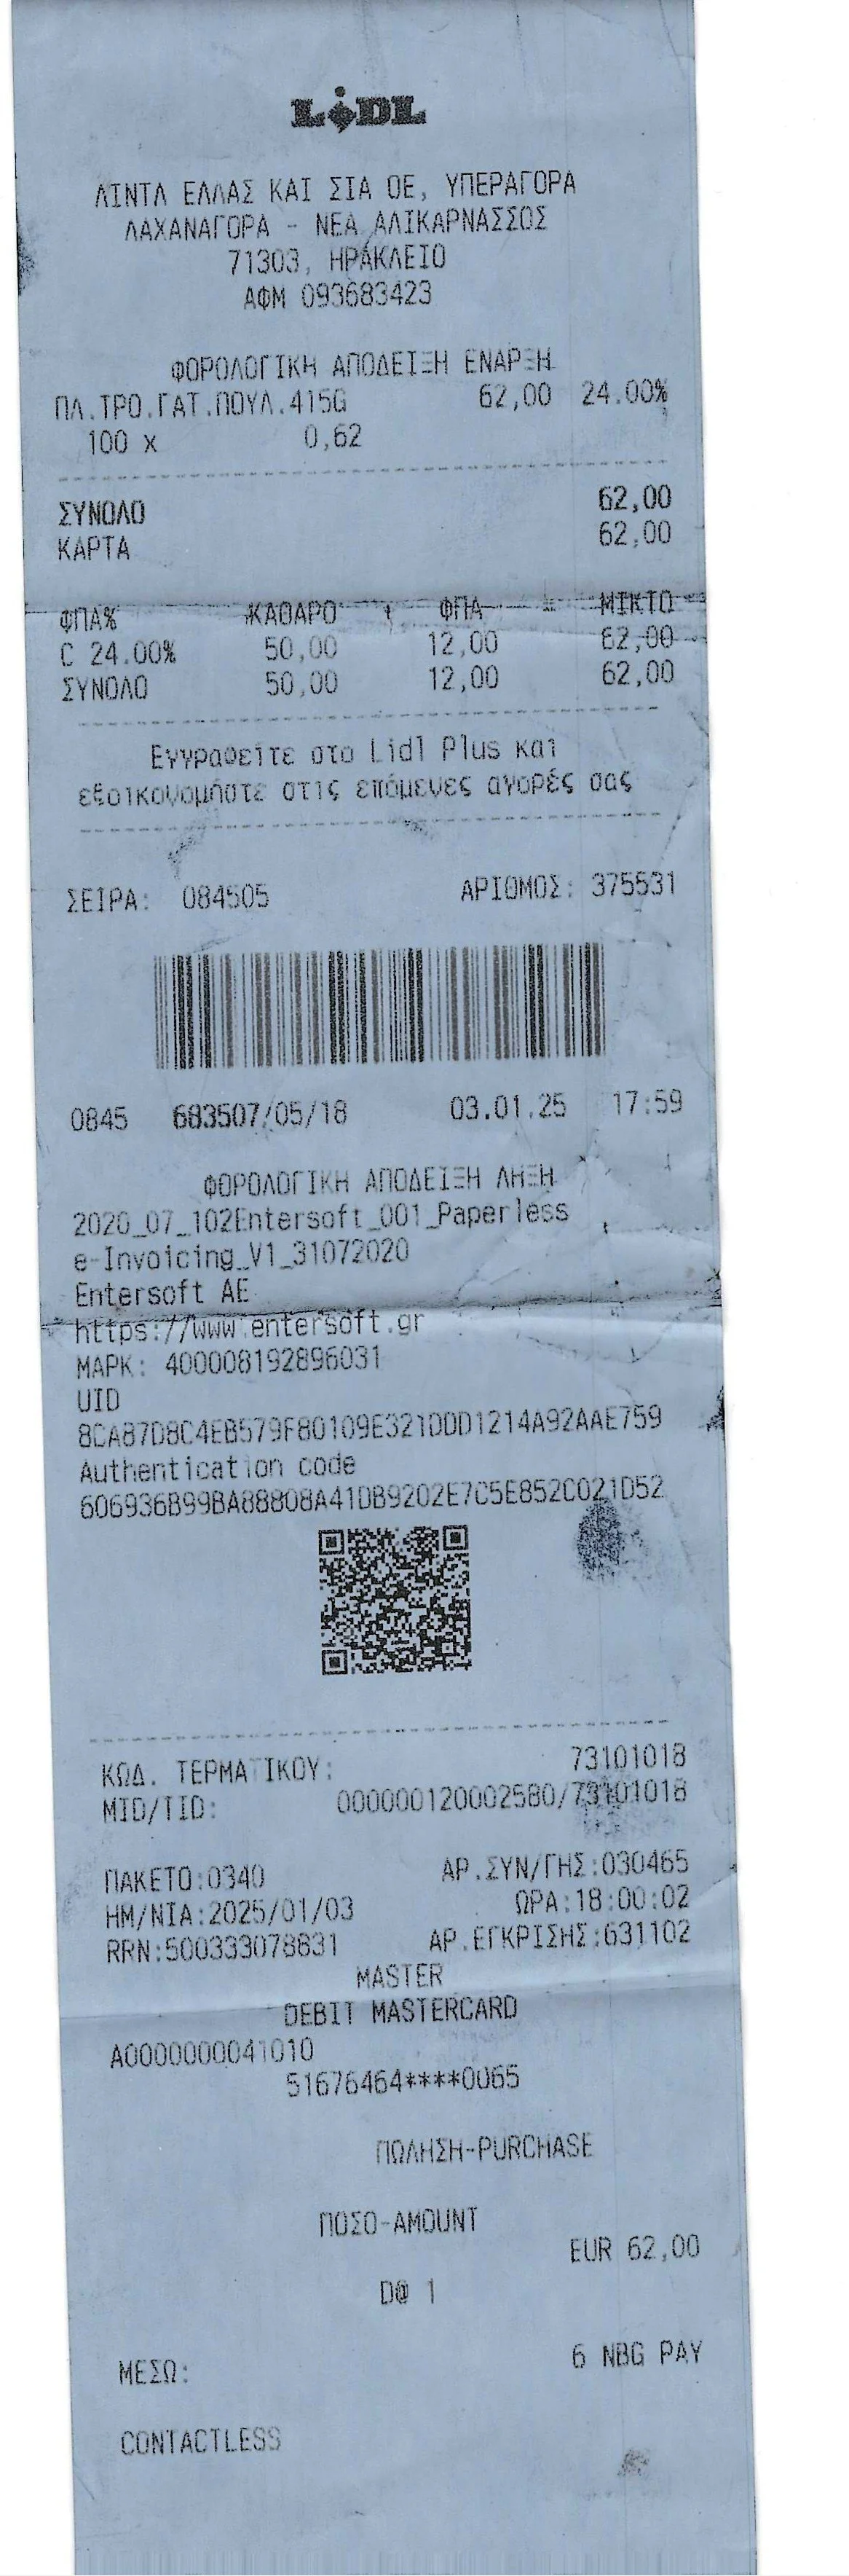 LIDL
ΛΙΝΤΛ ΕΛΛΑΣ ΚΑΙ ΣΙΑ ΟΕ, ΥΠΕΡΑΓΟΡΑ
ΛΑΧΑΝΑΓΟΡΑ - ΝΕΑ ΑΛΙΚΑΡΝΑΣΣΟΣ
71303, ΗΡΑΚΛΕΙΟ
ΑΦΜ 093683423
ΦΟΡΟΛΟΓΙΚΗ ΑΠΟΔΕΙΞΗ ΕΝΑΡΞΗ
ΠΛ.ΤΡΟ.ΓΑΤ.ΠΟΥΛ.415G 62,00 24.00%
100 x 0,62
ΣΥΝΟΛΟ 62,00
ΚΑΡΤΑ 62,00
ΦΠΑ% ΚΑΘΑΡΟ ΦΠΑ ΜΙΚΤΟ
C 24.00% 50,00 12,00 62,00
ΣΥΝΟΛΟ 50,00 12,00 62,00
Εγγραφείτε στο Lidl Plus και
εξοικονομήστε στις επόμενες αγορές σας
ΣΕΙΡΑ: 084505 ΑΡΙΘΜΟΣ: 375531
0845 683507/05/18 03.01.25 17:59
ΦΟΡΟΛΟΓΙΚΗ ΑΠΟΔΕΙΞΗ ΛΗΞΗ
2020_07_102Entersoft_001_Paperless
e-Invoicing_V1_31072020
Entersoft AE
https://www.entersoft.gr
ΜΑΡΚ: 400008192896031
UID
8CA87D8C4EB579F80109E321DDD1214A92AAE759
Authentication code
606936B99BA88808A41DB9202E7C5E852C021D52
ΚΩΔ. ΤΕΡΜΑΤΙΚΟΥ: 73101018
MID/TID: 000000120002580/73101018
ΠΑΚΕΤΟ:0340 ΑΡ.ΣΥΝ/ΓΗΣ:030465
ΗΜ/ΝΙΑ:2025/01/03 ΩΡΑ:18:00:02
RRN:500333078831 ΑΡ.ΕΓΚΡΙΣΗΣ:631102
MASTER
DEBIT MASTERCARD
A0000000041010
51676464****0065
ΠΩΛΗΣΗ-PURCHASE
ΠΟΣΟ-AMOUNT
EUR 62,00
D@ 1
ΜΕΣΩ: 6 NBG PAY
CONTACTLESS